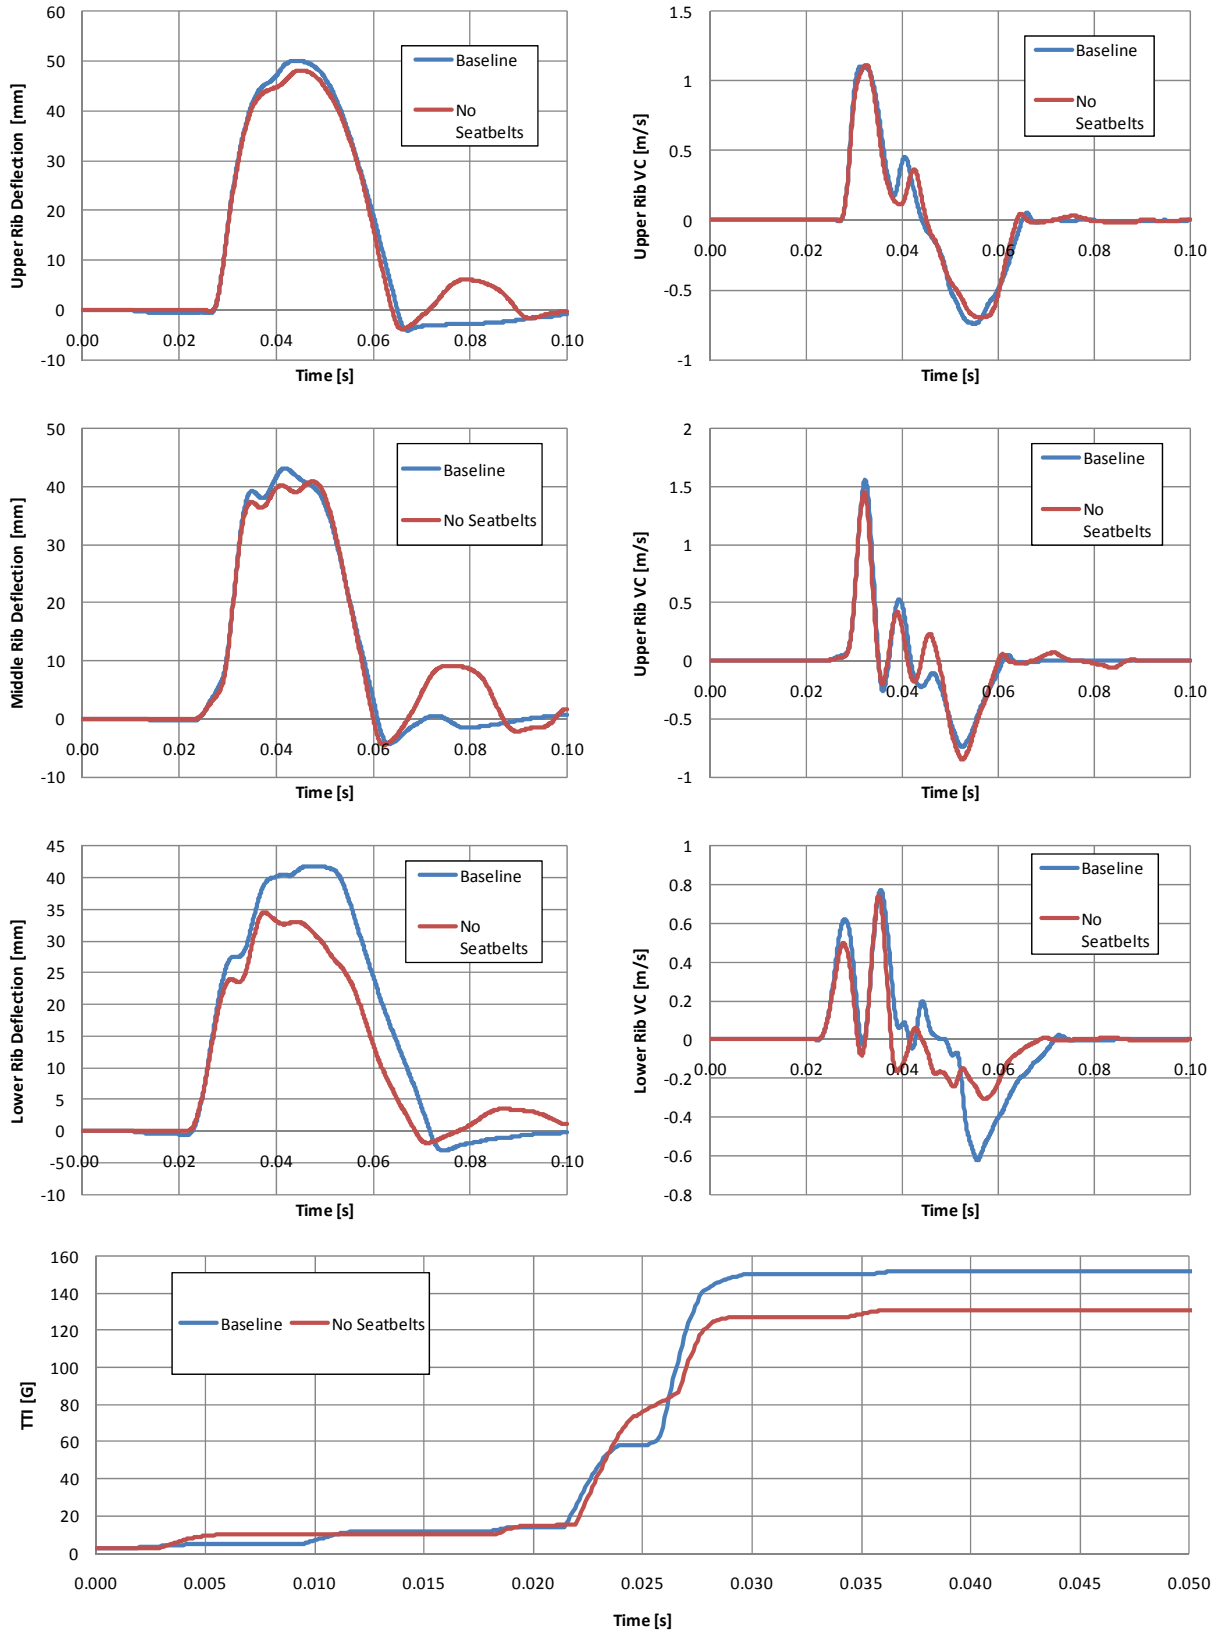 60
50
40
30
20
10
0
-10
Upper Rib Deflection [mm]
0.00 0.02 0.04 0.06 0.08 0.10
Time [s]
Baseline
No
Seatbelts
1.5
1
0.5
0
-0.5
-1
Upper Rib VC [m/s]
0.00 0.02 0.04 0.06 0.08 0.10
Time [s]
Baseline
No
Seatbelts
50
40
30
20
10
0
-10
Middle Rib Deflection [mm]
0.00 0.02 0.04 0.06 0.08 0.10
Time [s]
Baseline
No Seatbelts
2
1.5
1
0.5
0
-0.5
-1
Upper Rib VC [m/s]
0.00 0.02 0.04 0.06 0.08 0.10
Time [s]
Baseline
No
Seatbelts
45
40
35
30
25
20
15
10
5
0
-5
-10
Lower Rib Deflection [mm]
0.00 0.02 0.04 0.06 0.08 0.10
Time [s]
Baseline
No
Seatbelts
1
0.8
0.6
0.4
0.2
0
-0.2
-0.4
-0.6
-0.8
Lower Rib VC [m/s]
0.00 0.02 0.04 0.06 0.08 0.10
Time [s]
Baseline
No
Seatbelts
160
140
120
100
80
60
40
20
0
TTI [G]
Baseline No Seatbelts
0.000 0.005 0.010 0.015 0.020 0.025 0.030 0.035 0.040 0.045 0.050
Time [s]